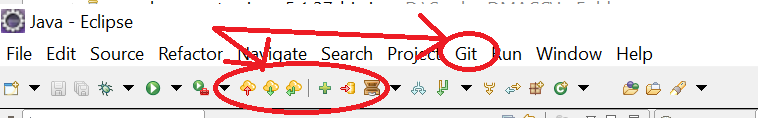 Java - Eclipse
File Edit Source Refactor Navigate Search Project Git Run Window Help